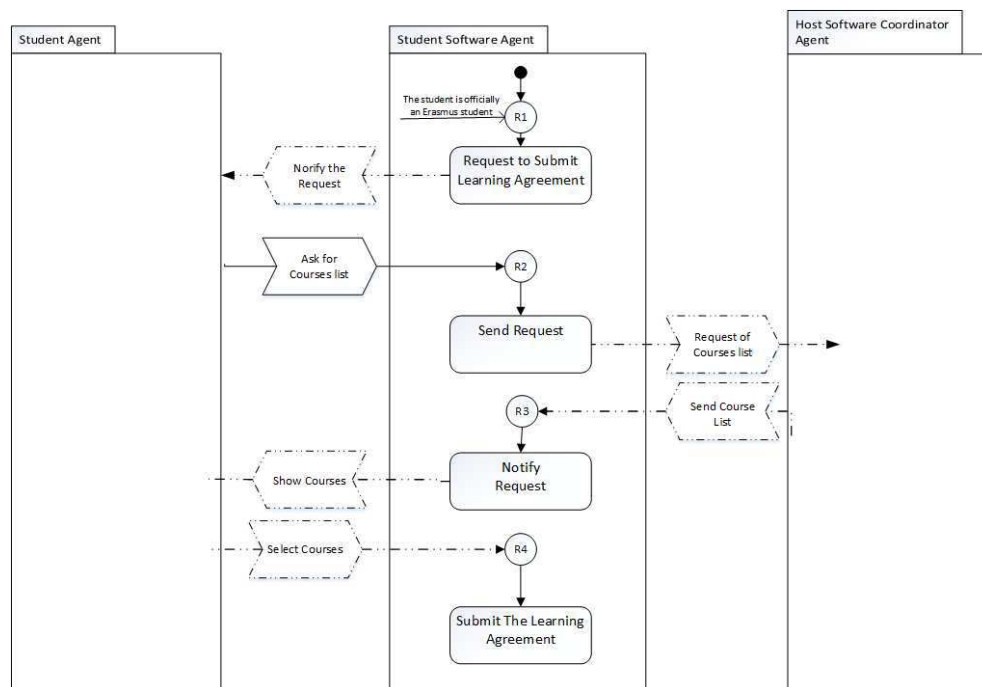 Host Software Coordinator
Agent
Student Agent
Student Software Agent
The student is officially
an Erasmus student
R1
Norify the
Request
Request to Submit
Learning Agreement
Ask for
Courses list
R2
Send Request
Request of
Courses list
R3
Send Course
List
Notify
Request
Show Courses
Select Courses
R4
Submit The Learning
Agreement